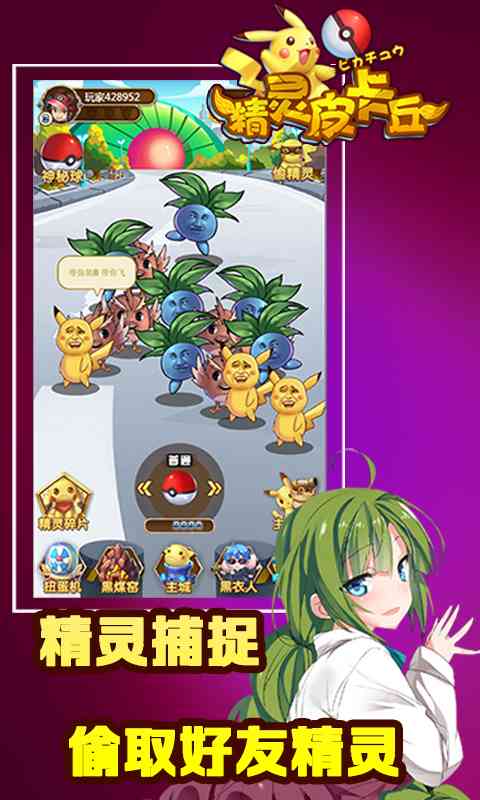 ピカチュウ
精灵皮卡丘
玩家428952
神秘球
偷精灵
带你装逼 带你飞
普通
精灵碎片
主
扭蛋机
黑煤窑
主城
黑衣人
精灵捕捉
偷取好友精灵